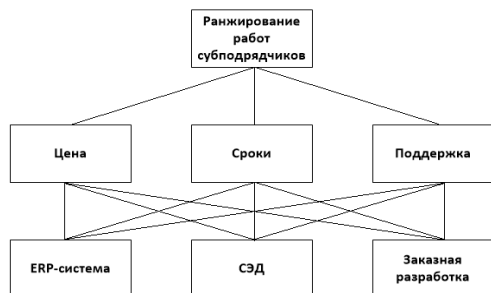 Ранжирование
работ
субподрядчиков
Цена
Сроки
Поддержка
ERP-система
СЭД
Заказная
разработка